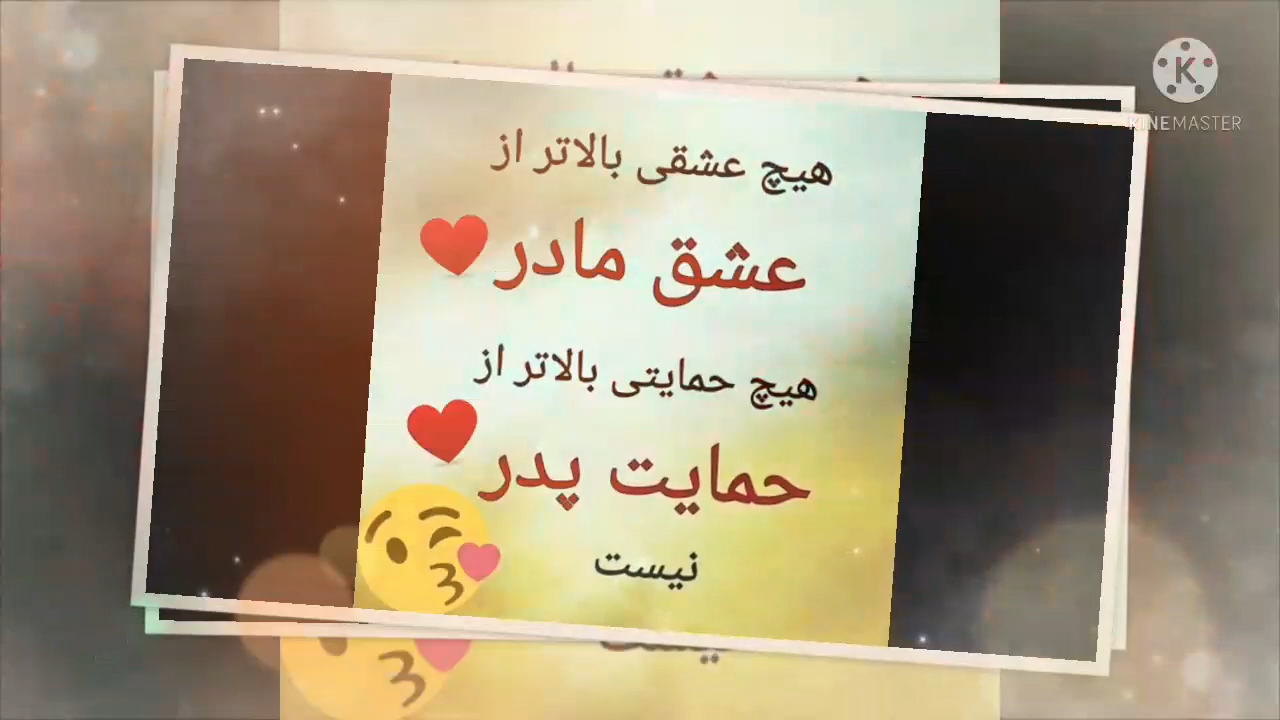 هیچ عشقی بالاتر از
عشق مادر❤️
هیچ حمایتی بالاتر از
حمایت پدر❤️
نیست
KINEMASTER